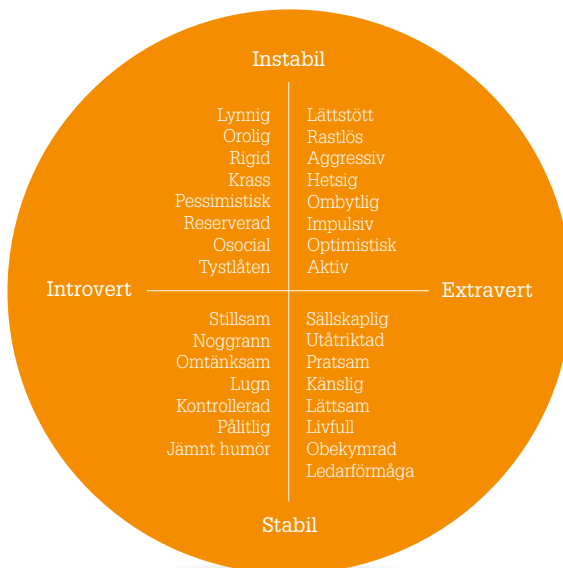 Instabil
Lynnig
Orolig
Rigid
Krass
Pessimistisk
Reserverad
Osocial
Tystlåten
Lättstött
Rastlös
Aggressiv
Hetsig
Ombytlig
Impulsiv
Optimistisk
Aktiv
Introvert
Extravert
Stillsam
Noggrann
Omtänksam
Lugn
Kontrollerad
Pålitlig
Jämnt humör
Sällskaplig
Utåtriktad
Pratsam
Känslig
Lättsam
Livfull
Obekymrad
Ledarförmåga
Stabil